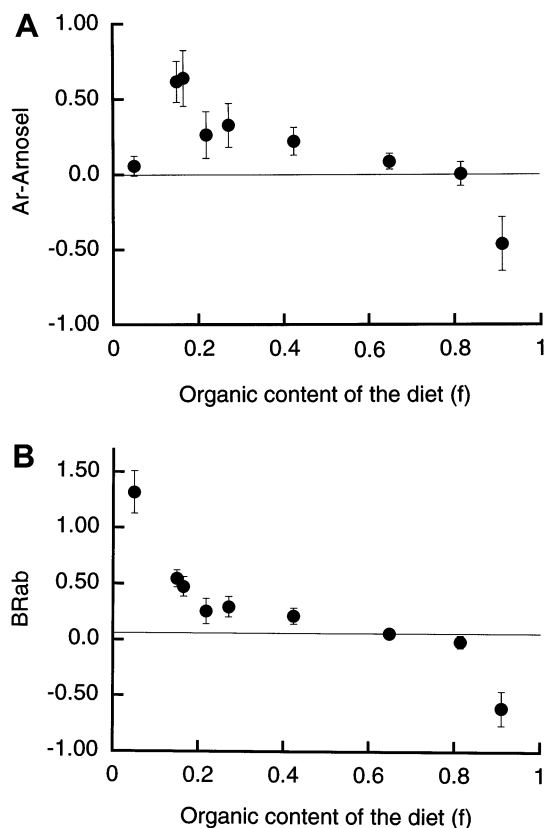 A
1.00
0.50
0.0
-0.50
-1.00
Ar-Arnosel
0 0.2 0.4 0.6 0.8 1
Organic content of the diet (f)
B
1.50
1.00
0.50
0.0
-0.50
-1.00
BRab
0 0.2 0.4 0.6 0.8 1
Organic content of the diet (f)